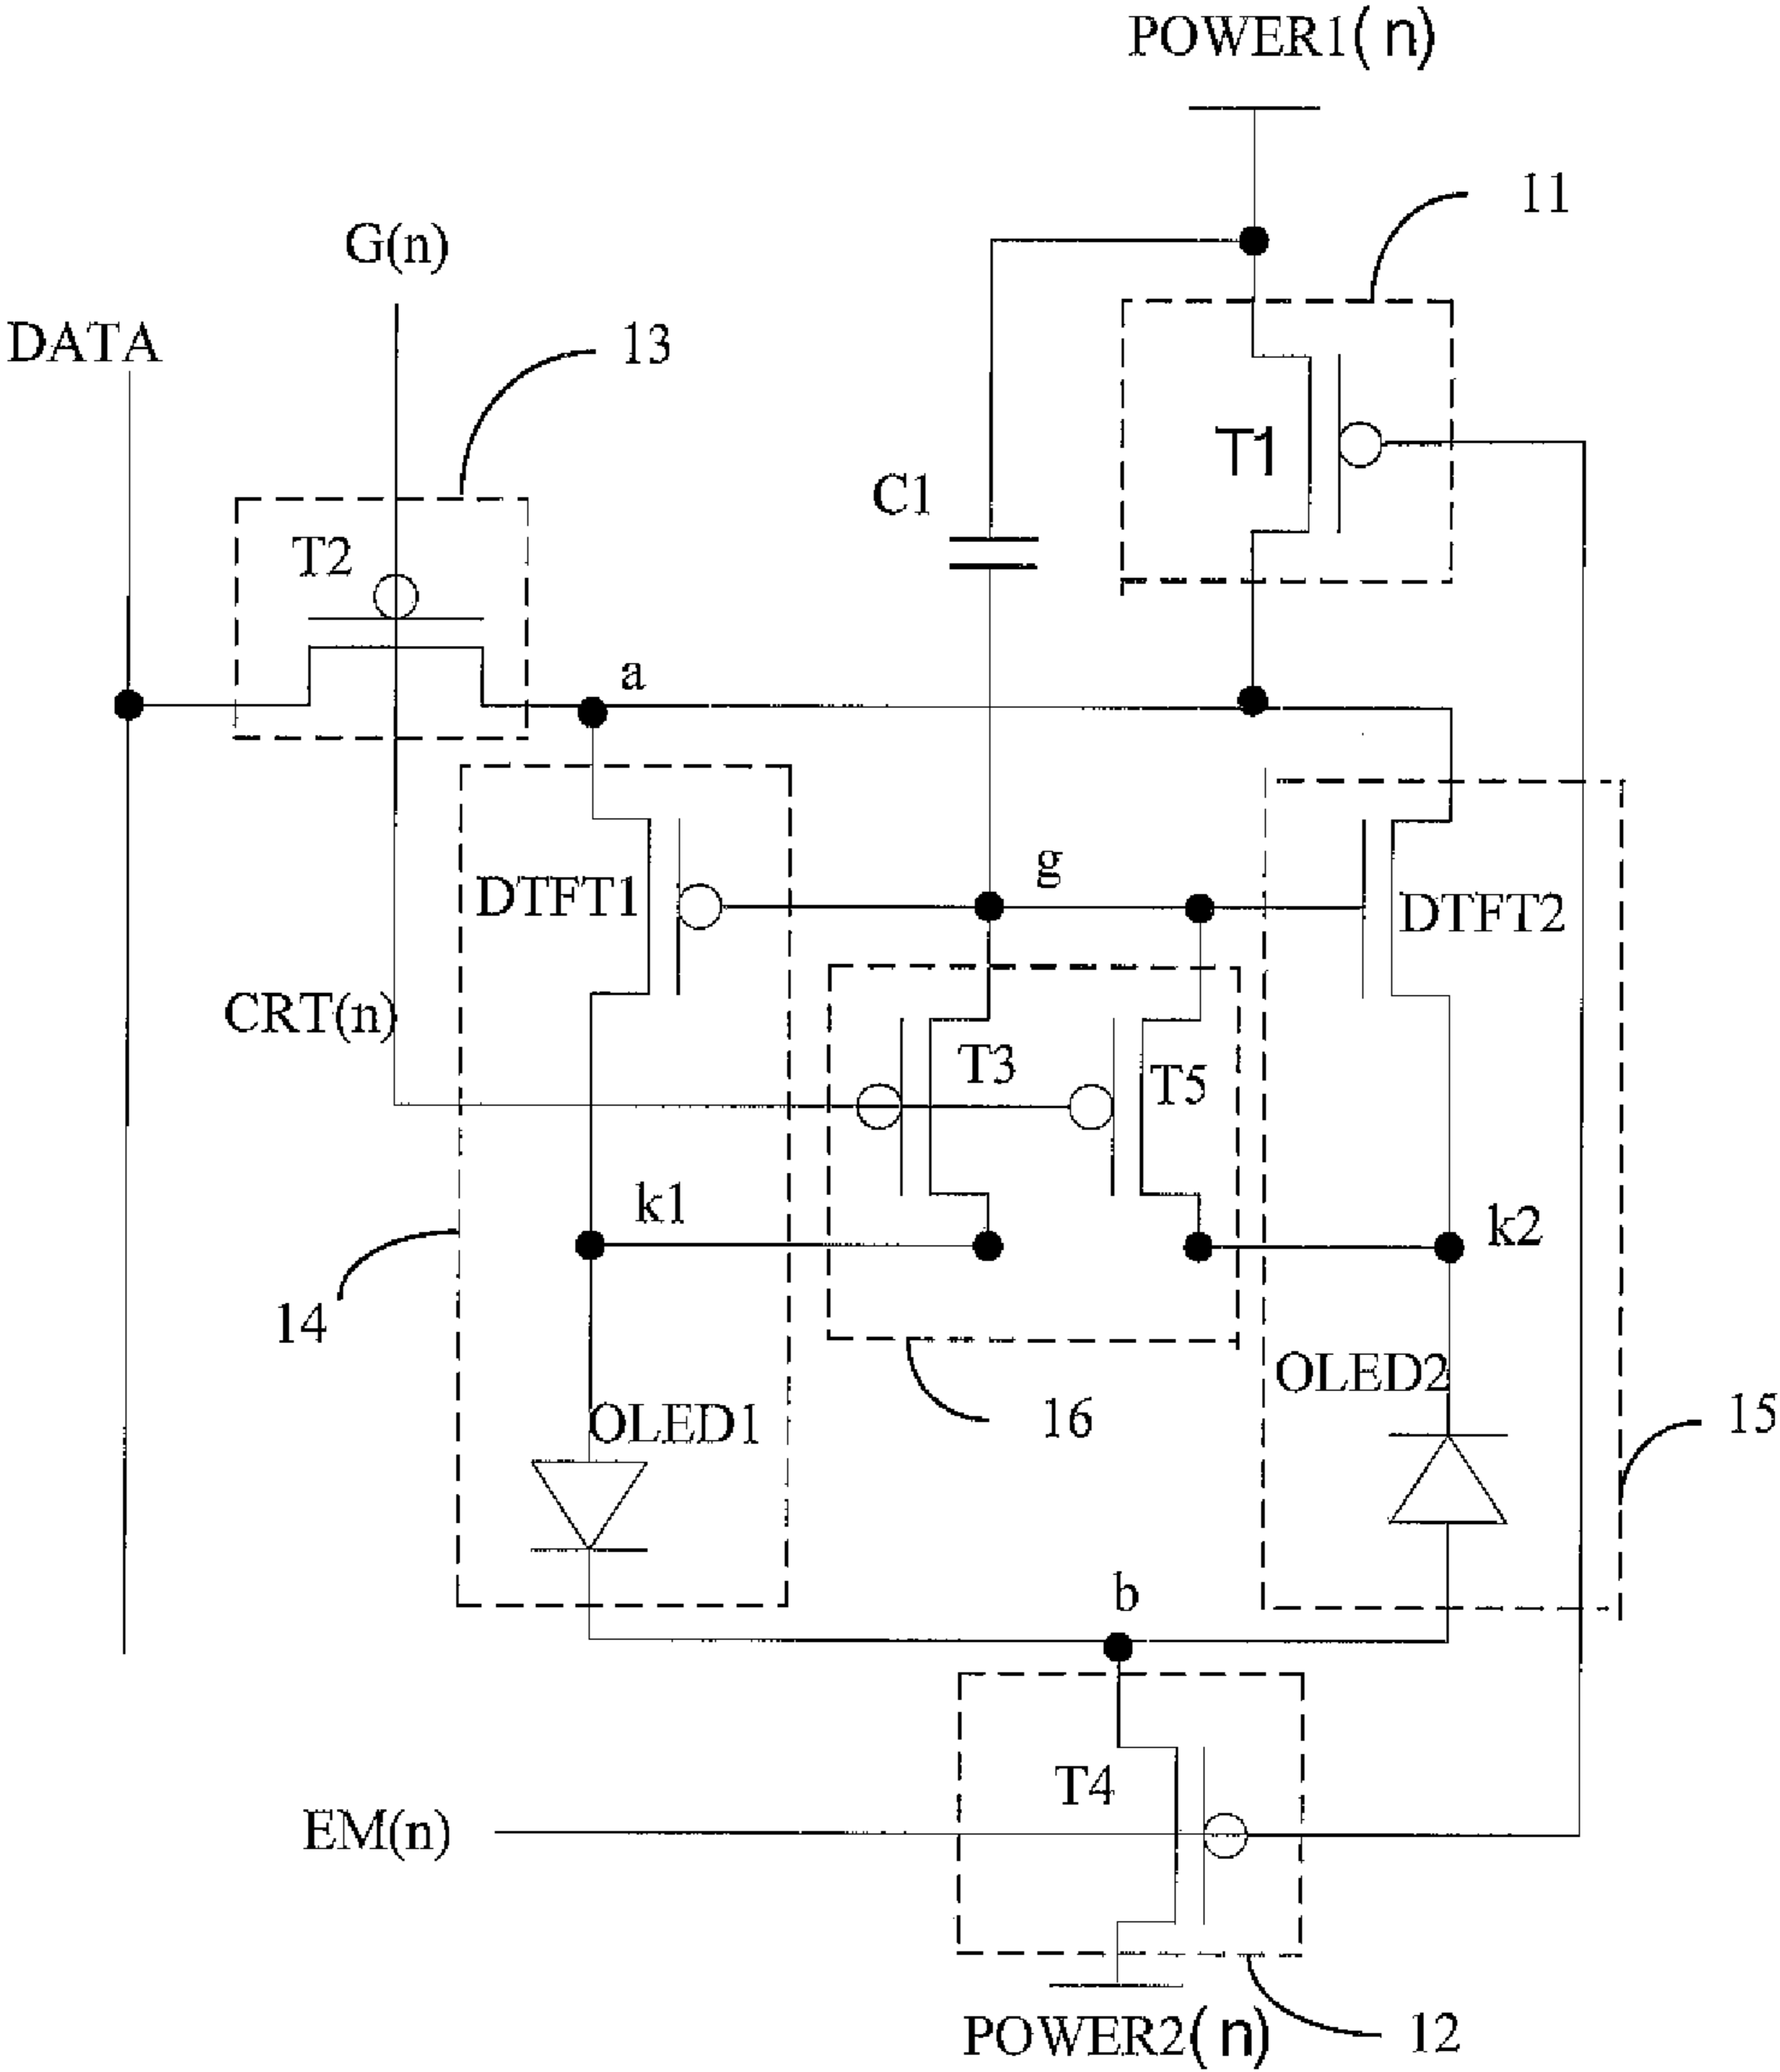 POWER1(n)
11
G(n)
DATA
13
T1
C1
T2
a
g
DTFT1
DTFT2
CRT(n)
T3
T5
k1
k2
14
OLED2
16
OLED1
15
b
T4
EM(n)
POWER2(n)
12